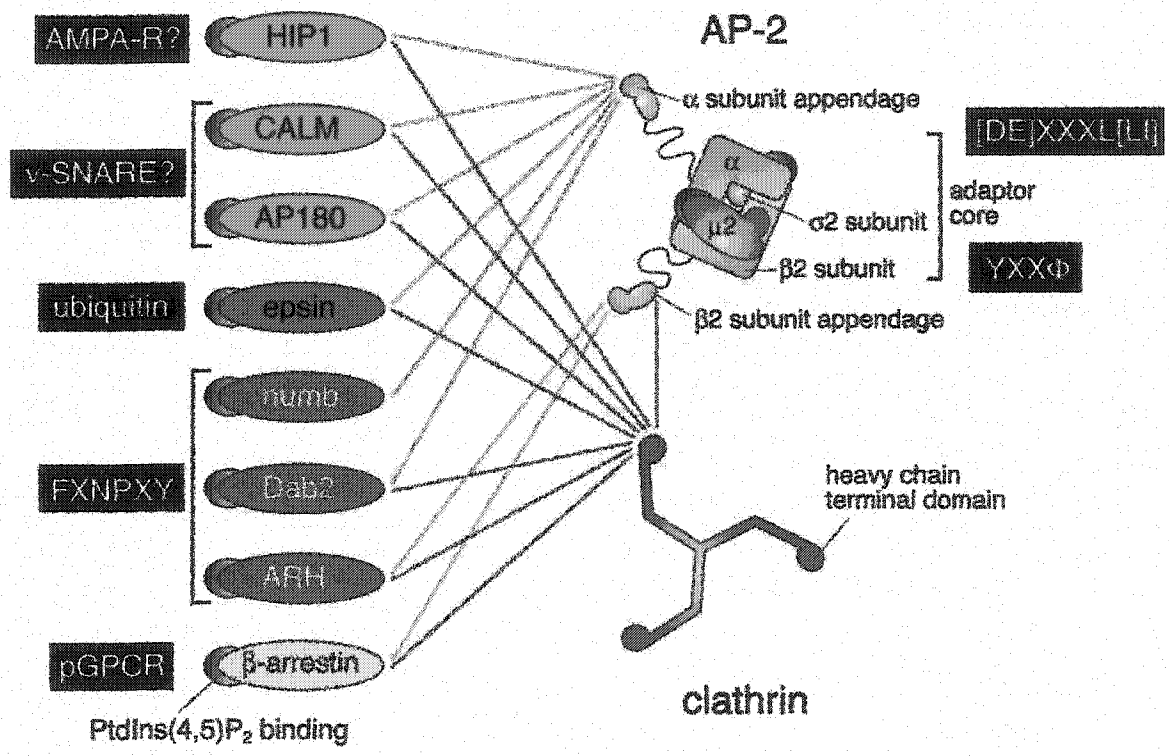 AMPA-R?
HIP1
AP-2
α subunit appendage
CALM
[DE]XXXL[LI]
α
v-SNARE?
adaptor
core
AP180
μ2
σ2 subunit
β2 subunit
YXXΦ
ubiquitin
epsin
β2 subunit appendage
numb
FXNPXY
Dab2
heavy chain
terminal domain
ARH
pGPCR
β-arrestin
clathrin
PtdIns(4,5)P₂ binding